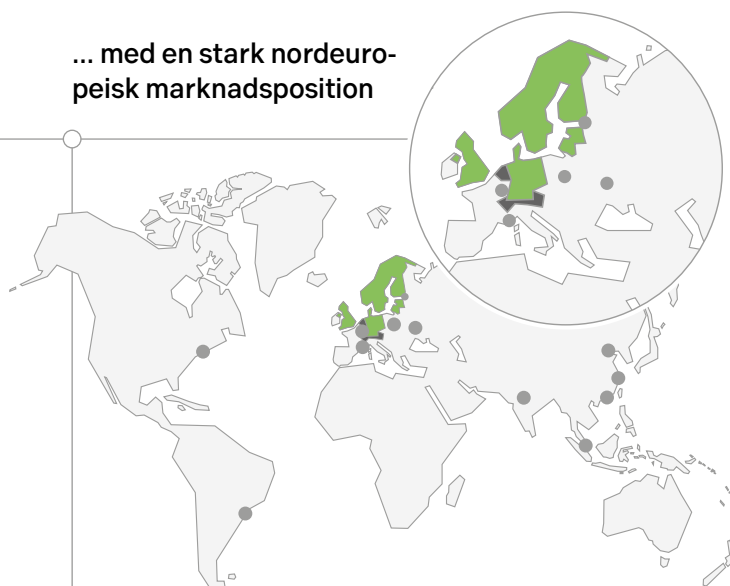 ... med en stark nordeuro-
peisk marknadsposition